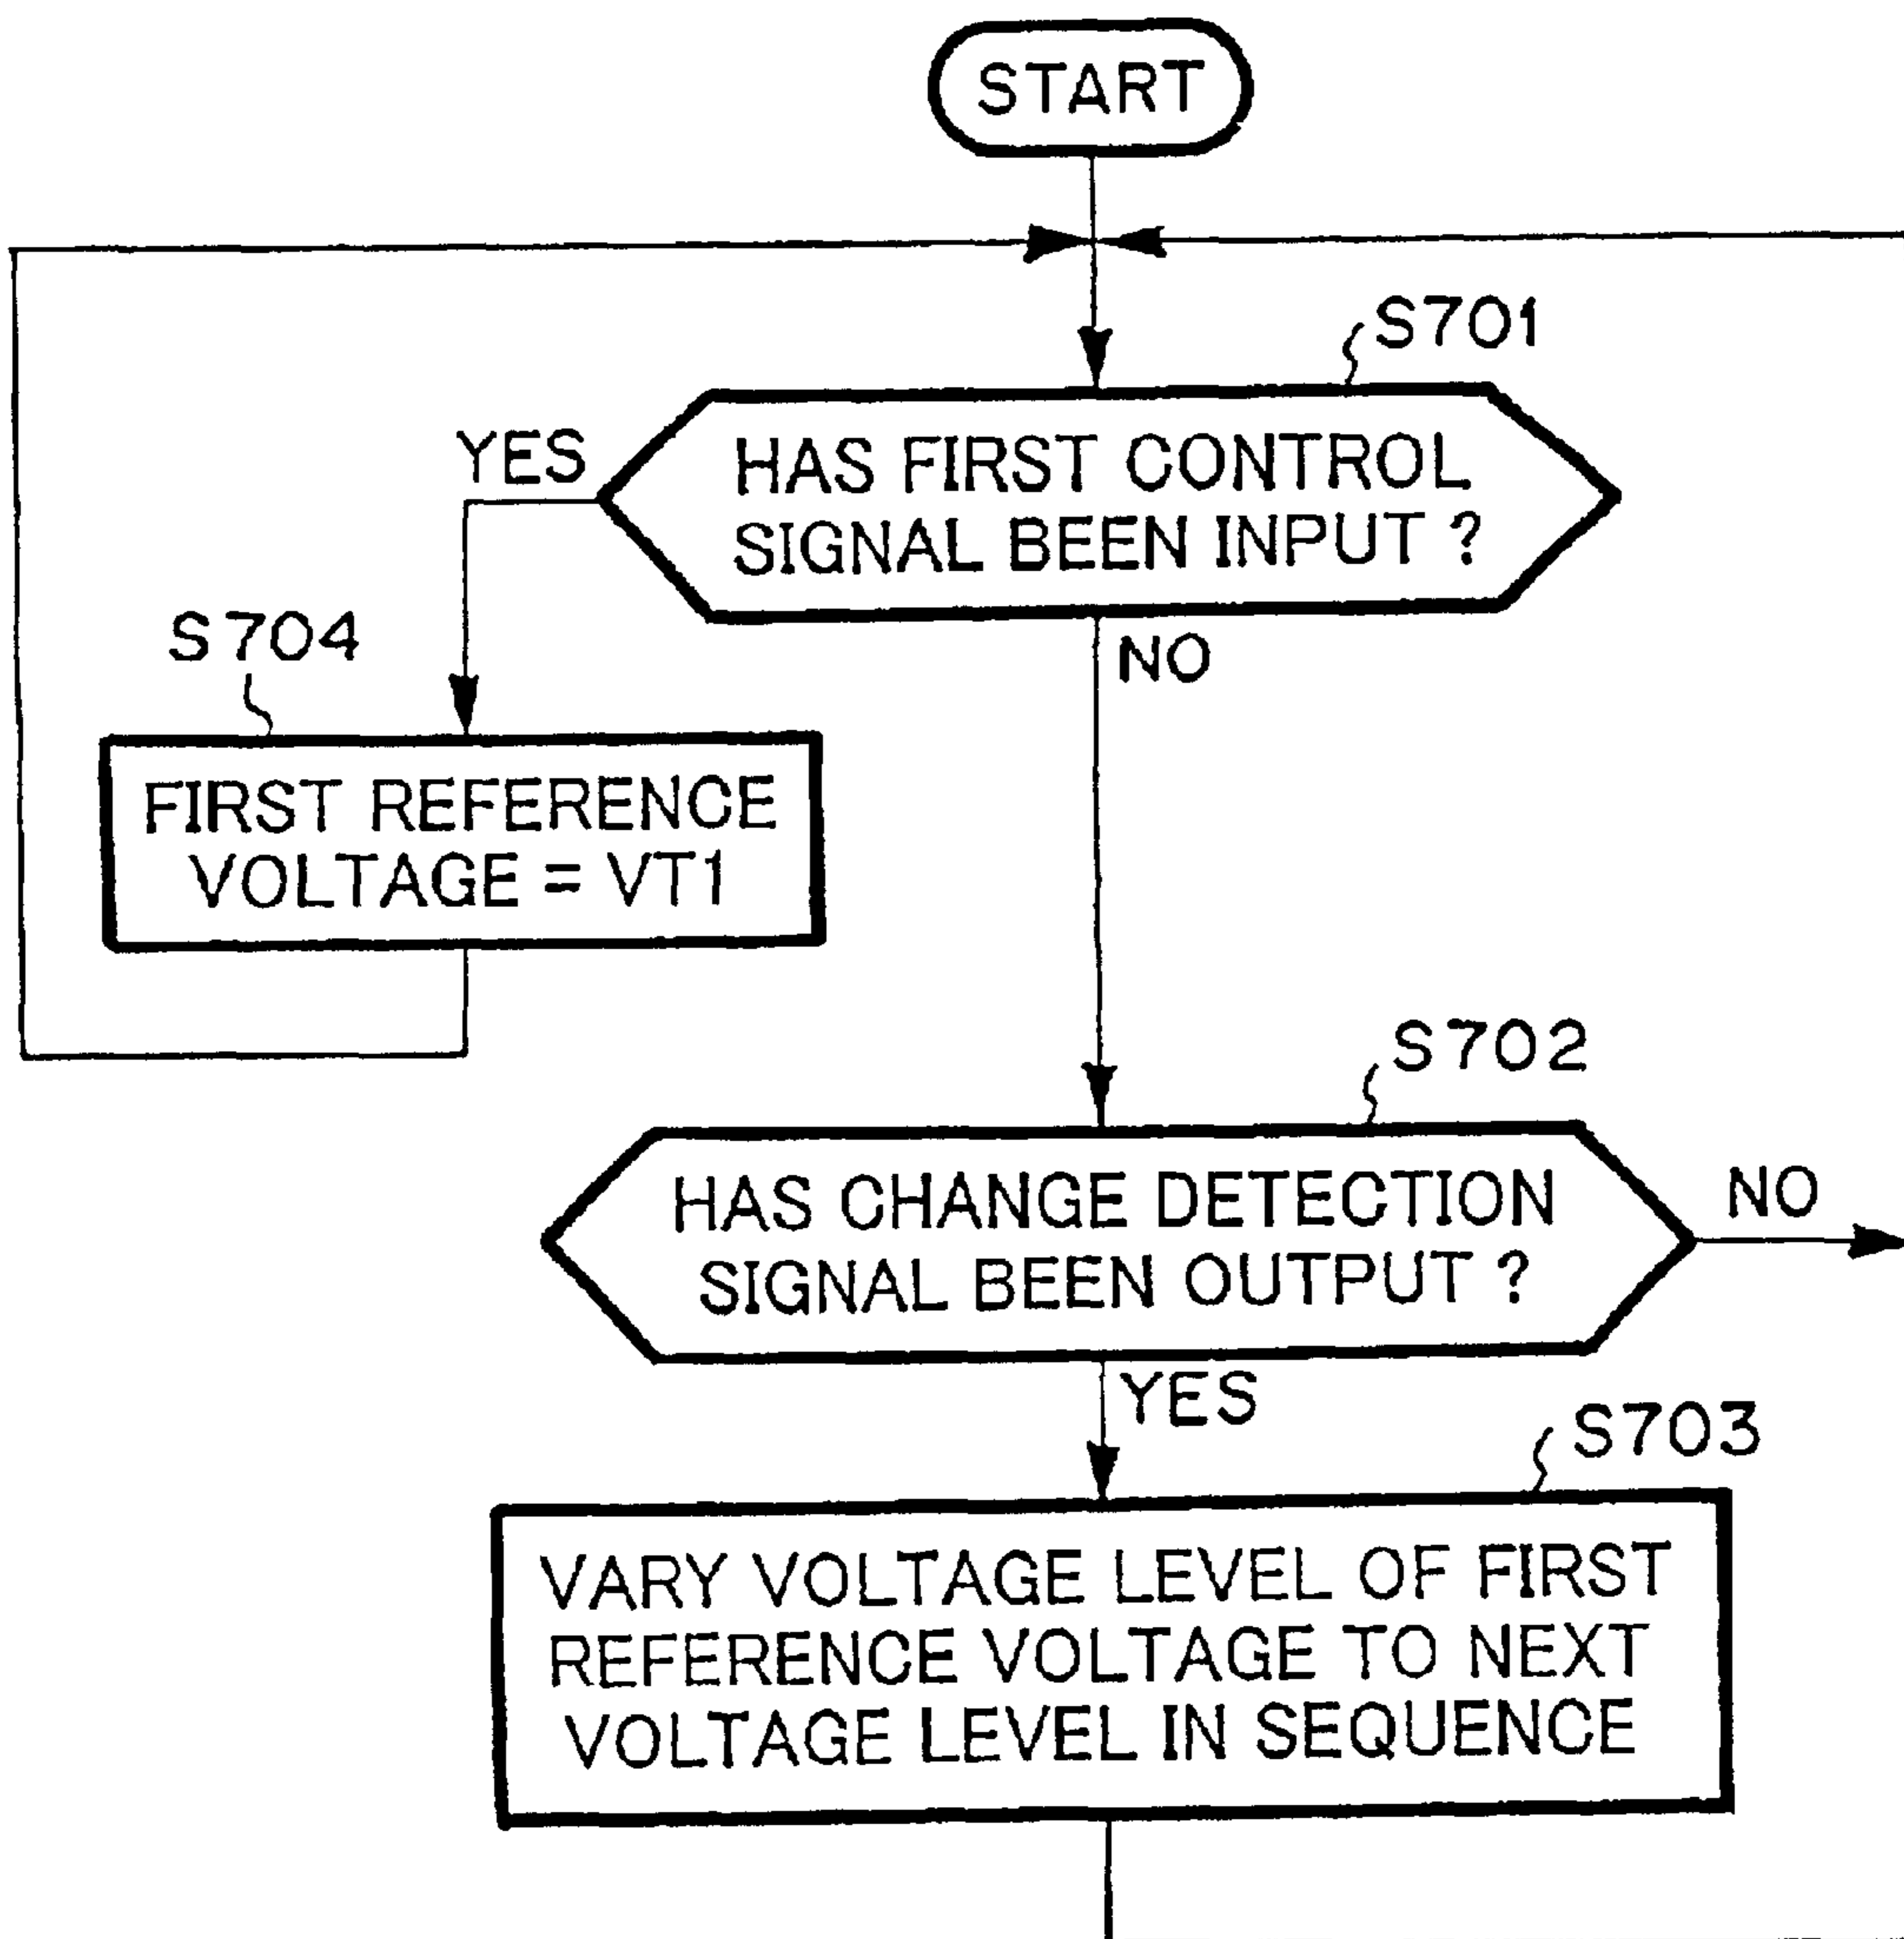 START
S701
YES
HAS FIRST CONTROL
SIGNAL BEEN INPUT ?
NO
S704
FIRST REFERENCE
VOLTAGE = VT1
S702
HAS CHANGE DETECTION
SIGNAL BEEN OUTPUT ?
NO
YES
S703
VARY VOLTAGE LEVEL OF FIRST
REFERENCE VOLTAGE TO NEXT
VOLTAGE LEVEL IN SEQUENCE